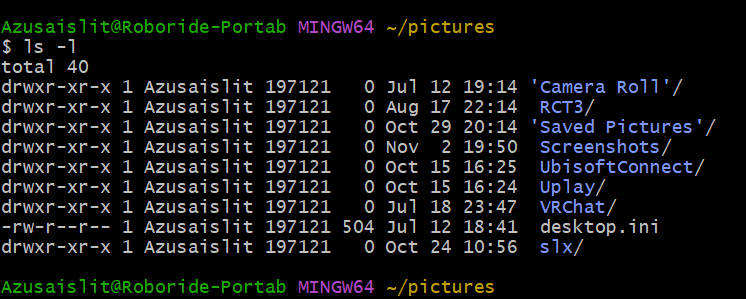 Azusaislit@Roboride-Portab MINGW64 ~/pictures
$ ls -l
total 40
drwxr-xr-x 1 Azusaislit 197121   0 Jul 12 19:14 'Camera Roll'/
drwxr-xr-x 1 Azusaislit 197121   0 Aug 17 22:14  RCT3/
drwxr-xr-x 1 Azusaislit 197121   0 Oct 29 20:14 'Saved Pictures'/
drwxr-xr-x 1 Azusaislit 197121   0 Nov  2 19:50  Screenshots/
drwxr-xr-x 1 Azusaislit 197121   0 Oct 15 16:25  UbisoftConnect/
drwxr-xr-x 1 Azusaislit 197121   0 Oct 15 16:24  Uplay/
drwxr-xr-x 1 Azusaislit 197121   0 Jul 18 23:47  VRChat/
-rw-r--r-- 1 Azusaislit 197121 504 Jul 12 18:41  desktop.ini
drwxr-xr-x 1 Azusaislit 197121   0 Oct 24 10:56  slx/
Azusaislit@Roboride-Portab MINGW64 ~/pictures